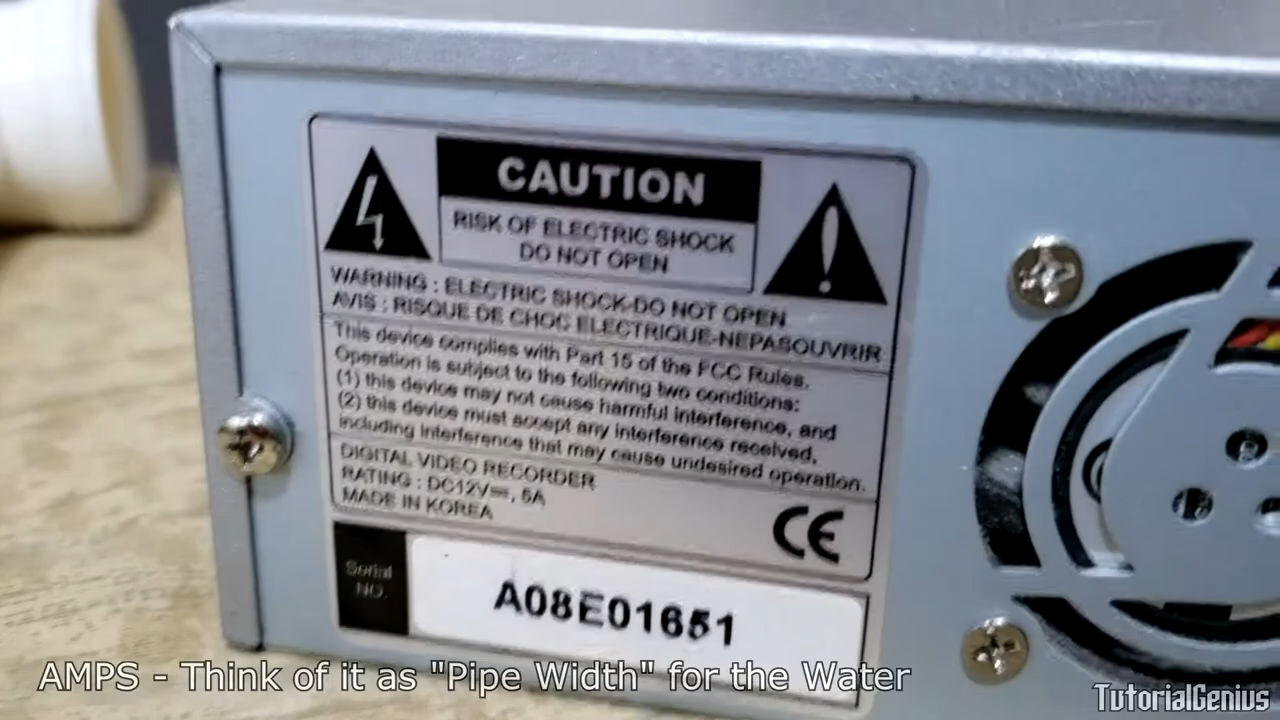 CAUTION
RISK OF ELECTRIC SHOCK
DO NOT OPEN
WARNING : ELECTRIC SHOCK-DO NOT OPEN
AVIS : RISQUE DE CHOC ELECTRIQUE-NEPASOUVRIR
This device complies with Part 15 of the FCC Rules.
Operation is subject to the following two conditions:
(1) this device may not cause harmful interference, and
(2) this device must accept any interference received,
including interference that may cause undesired operation.
DIGITAL VIDEO RECORDER
RATING : DC12V⎓, 5A
MADE IN KOREA
CE
Serial
NO.
A08E01651
AMPS - Think of it as "Pipe Width" for the Water
TutorialGenius